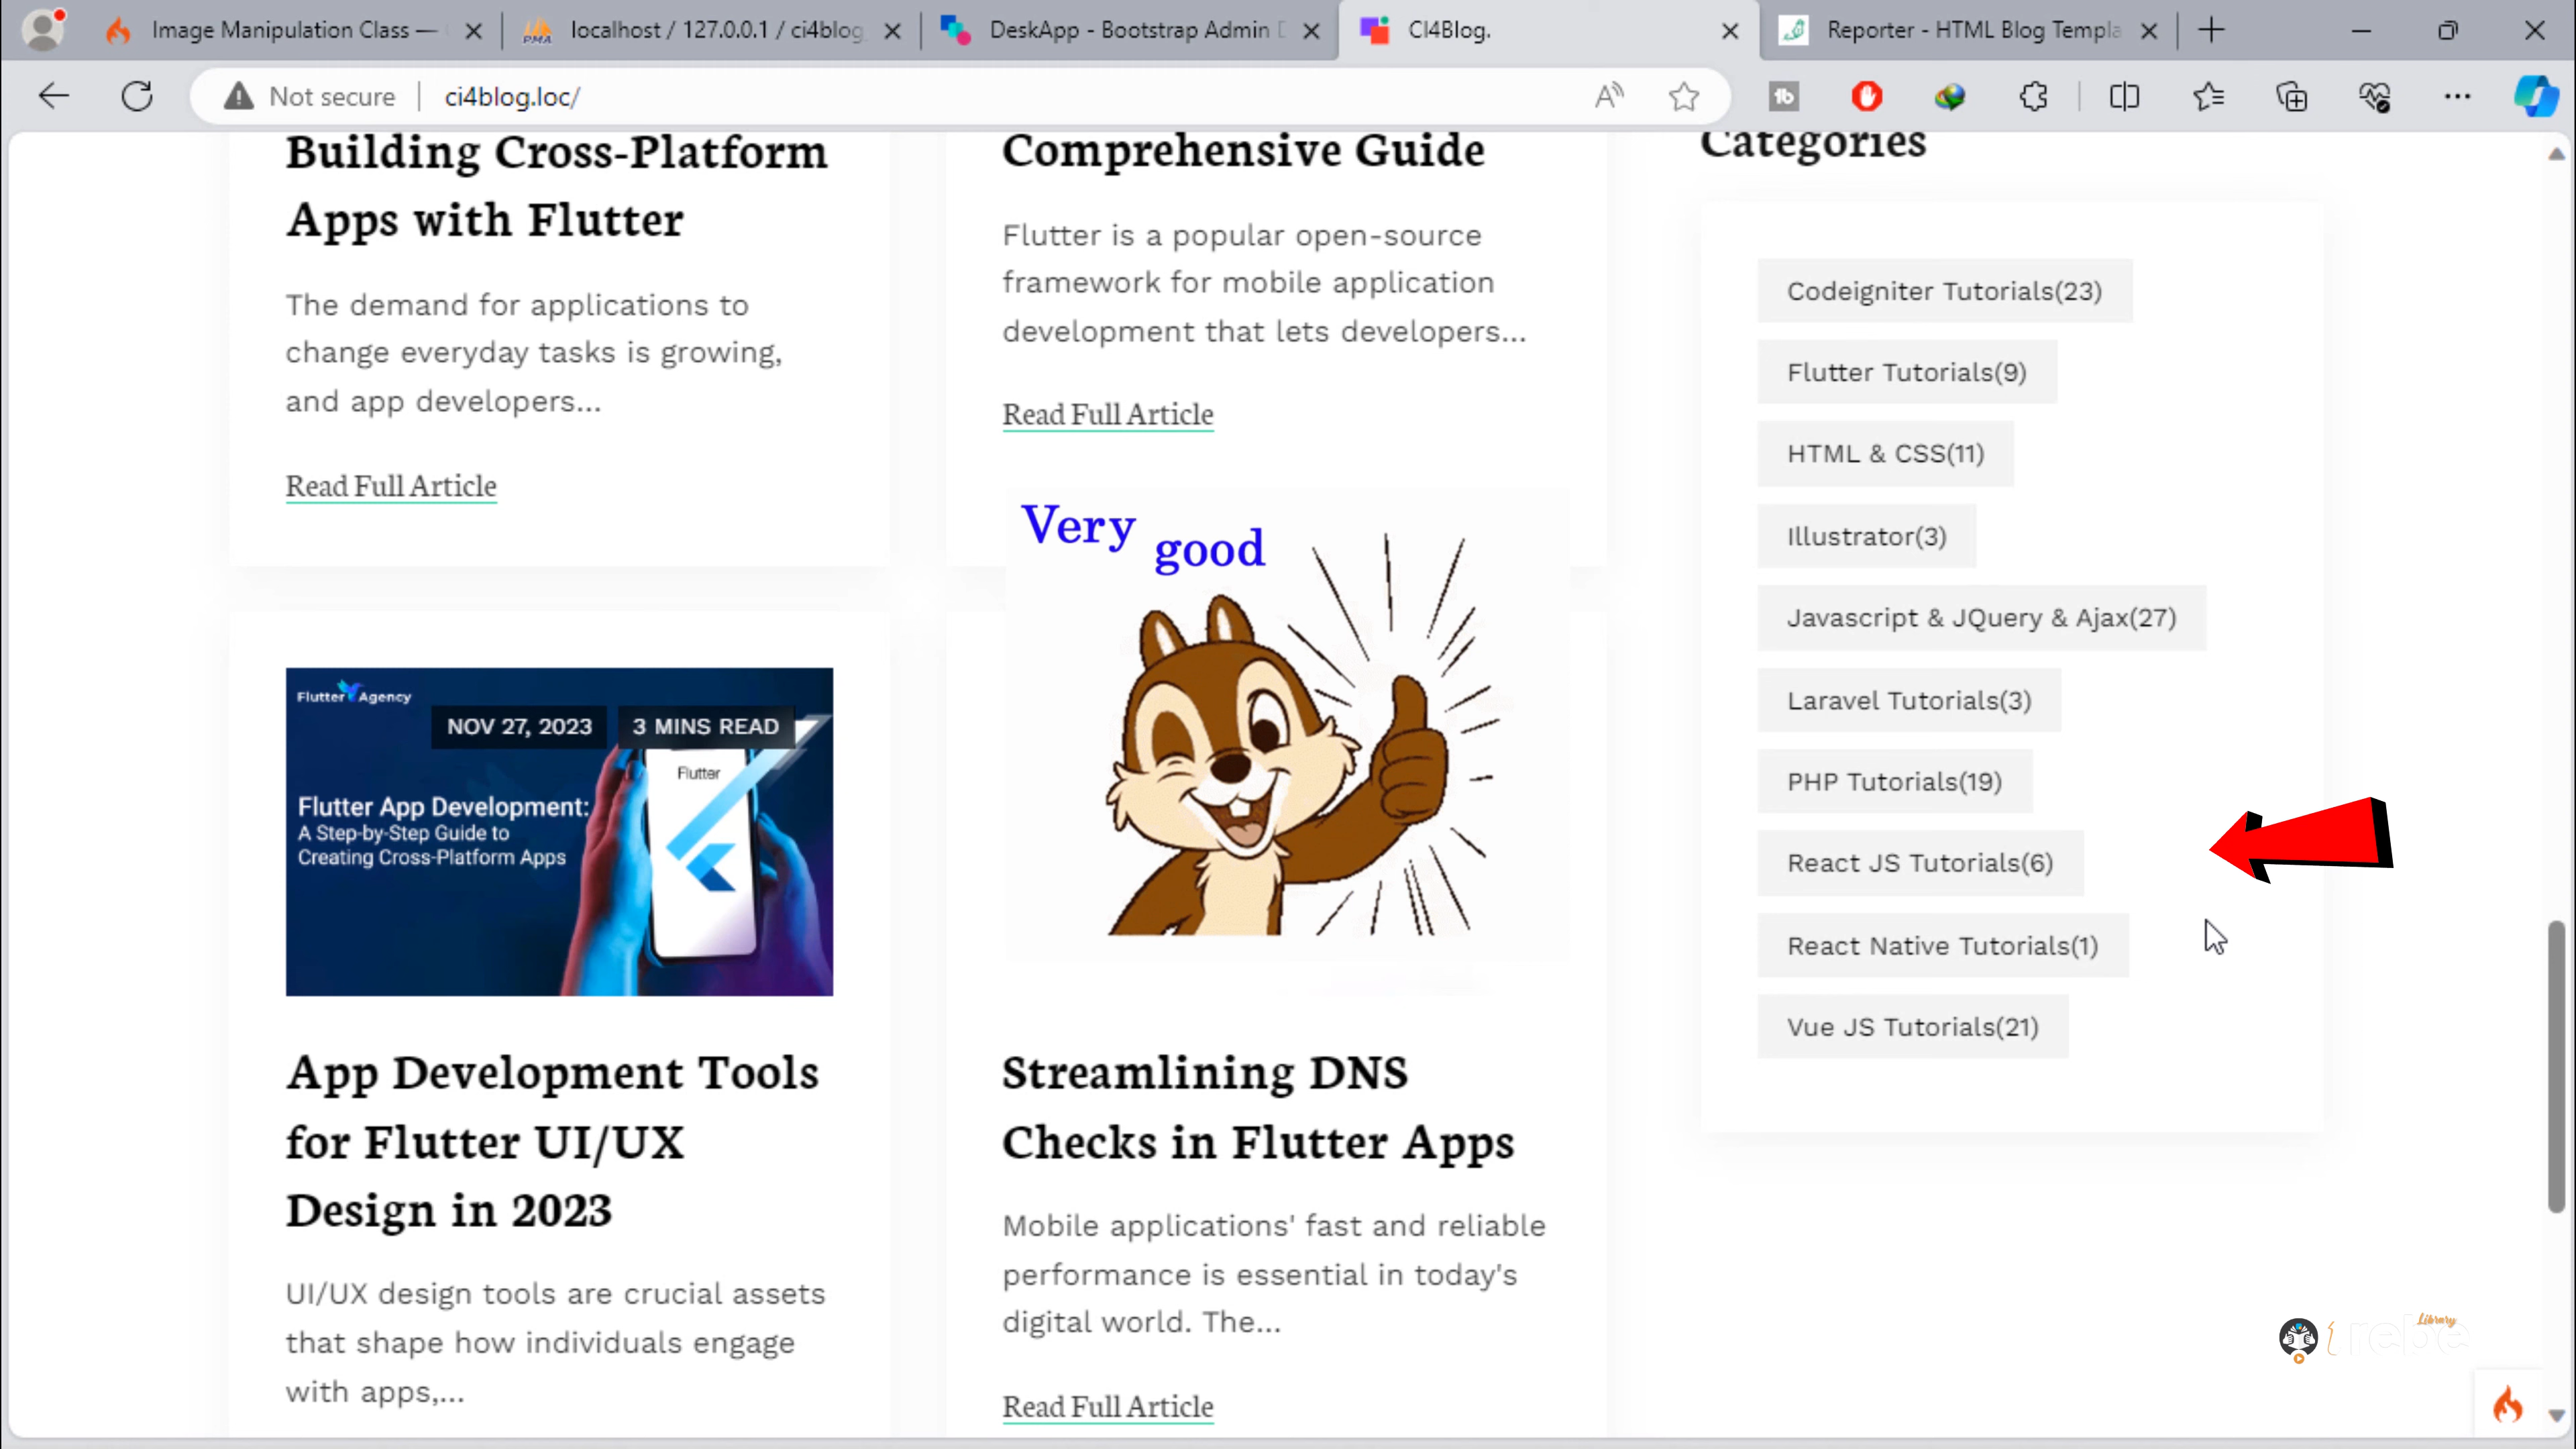 Image Manipulation Class —
localhost / 127.0.0.1 / ci4blog
DeskApp - Bootstrap Admin
CI4Blog.
Reporter - HTML Blog Templa
Not secure
ci4blog.loc/
Building Cross-Platform
Apps with Flutter
The demand for applications to
change everyday tasks is growing,
and app developers...
Read Full Article
Comprehensive Guide
Flutter is a popular open-source
framework for mobile application
development that lets developers...
Read Full Article
Very
good
Flutter Agency
NOV 27, 2023
3 MINS READ
Flutter
Flutter App Development:
A Step-by-Step Guide to
Creating Cross-Platform Apps
App Development Tools
for Flutter UI/UX
Design in 2023
UI/UX design tools are crucial assets
that shape how individuals engage
with apps,...
Streamlining DNS
Checks in Flutter Apps
Mobile applications' fast and reliable
performance is essential in today's
digital world. The...
Read Full Article
Categories
Codeigniter Tutorials(23)
Flutter Tutorials(9)
HTML & CSS(11)
Illustrator(3)
Javascript & JQuery & Ajax(27)
Laravel Tutorials(3)
PHP Tutorials(19)
React JS Tutorials(6)
React Native Tutorials(1)
Vue JS Tutorials(21)
Library